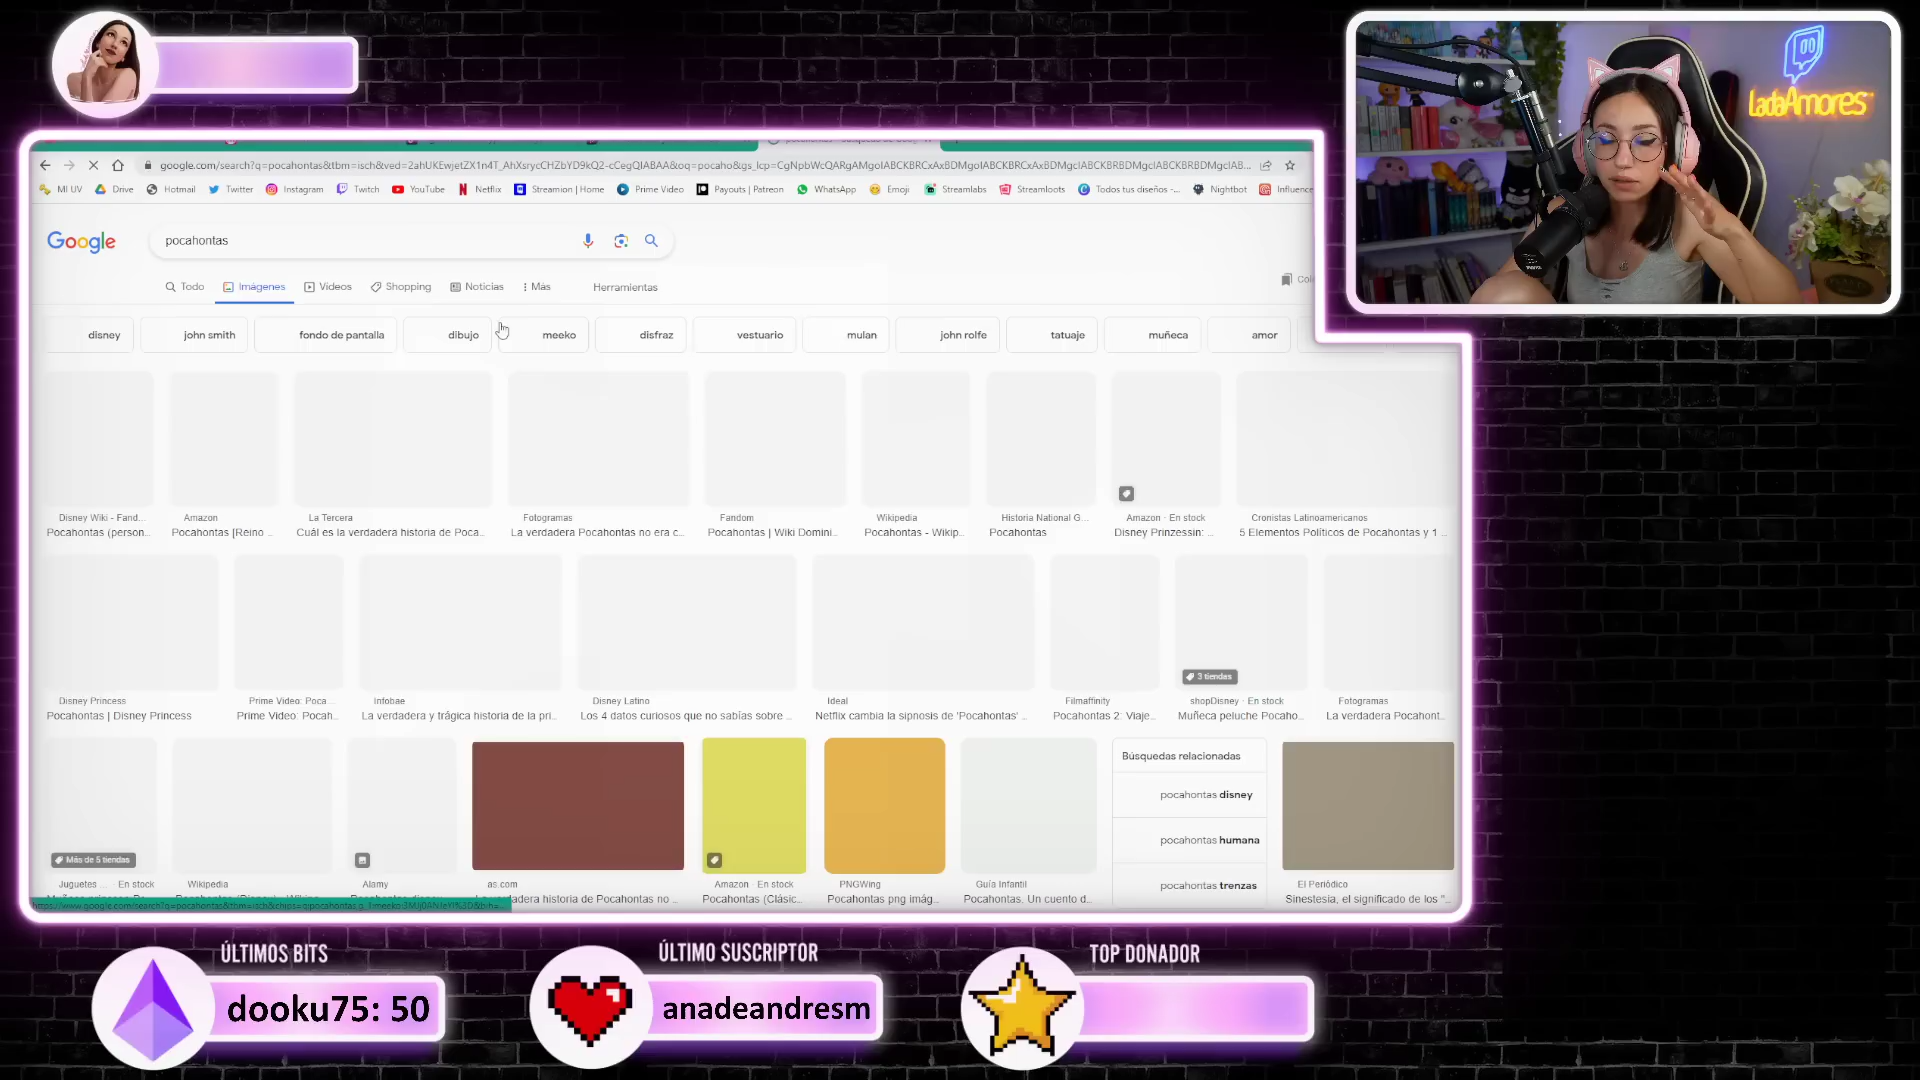 LadaAmores
google.com/search?q=pocahontas&tbm=isch&ved=
MI UV Drive Hotmail Twitter Instagram Twitch YouTube Netflix Streamion | Home Prime Video Payouts | Patreon WhatsApp Emoji Streamlabs Streamloots Todos tus diseños -... Nightbot Influence
Google pocahontas
Todo Imágenes Vídeos Shopping Noticias Más Herramientas
disney john smith fondo de pantalla dibujo meeko disfraz vestuario mulan john rolfe tatuaje muñeca amor
Disney Wiki - Fand... Amazon La Tercera Fotogramas Fandom Wikipedia Historia National G... Amazon · En stock Cronistas Latinoamericanos
Pocahontas (person... Pocahontas [Reino ... Cuál es la verdadera historia de Poca... La verdadera Pocahontas no era c... Pocahontas | Wiki Domini... Pocahontas - Wikip... Pocahontas Disney Prinzessin: ... 5 Elementos Políticos de Pocahontas y 1 ...
3 tiendas
Disney Princess Prime Video: Poca... Infobae Disney Latino Ideal Filmaffinity shopDisney · En stock Fotogramas
Pocahontas | Disney Princess Prime Video: Pocah... La verdadera y trágica historia de la pri... Los 4 datos curiosos que no sabías sobre ... Netflix cambia la sipnosis de 'Pocahontas' ... Pocahontas 2: Viaje... Muñeca peluche Pocaho... La verdadera Pocahont...
Búsquedas relacionadas
pocahontas disney
pocahontas humana
pocahontas trenzas
Más de 5 tiendas
Juguetes ... · En stock Wikipedia Alamy as.com Amazon · En stock PNGWing Guía Infantil El Periódico
historia de Pocahontas no ... Pocahontas (Clásic... Pocahontas png imág... Pocahontas. Un cuento d... Sinestesia, el significado de los "...
ÚLTIMOS BITS
dooku75: 50
ÚLTIMO SUSCRIPTOR
anadeandresm
TOP DONADOR